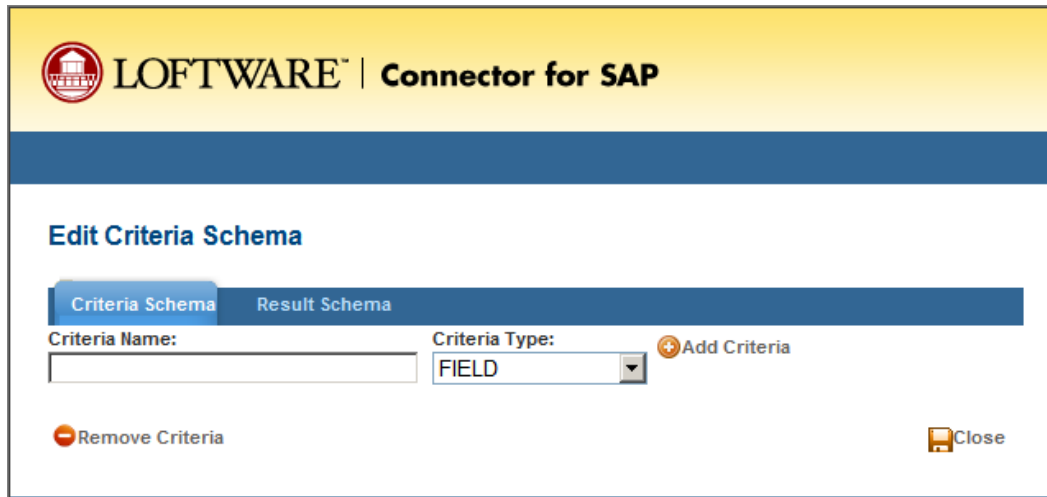 LOFTWARE™ | Connector for SAP
Edit Criteria Schema
Criteria Schema Result Schema
Criteria Name: Criteria Type:
FIELD Add Criteria
Remove Criteria Close